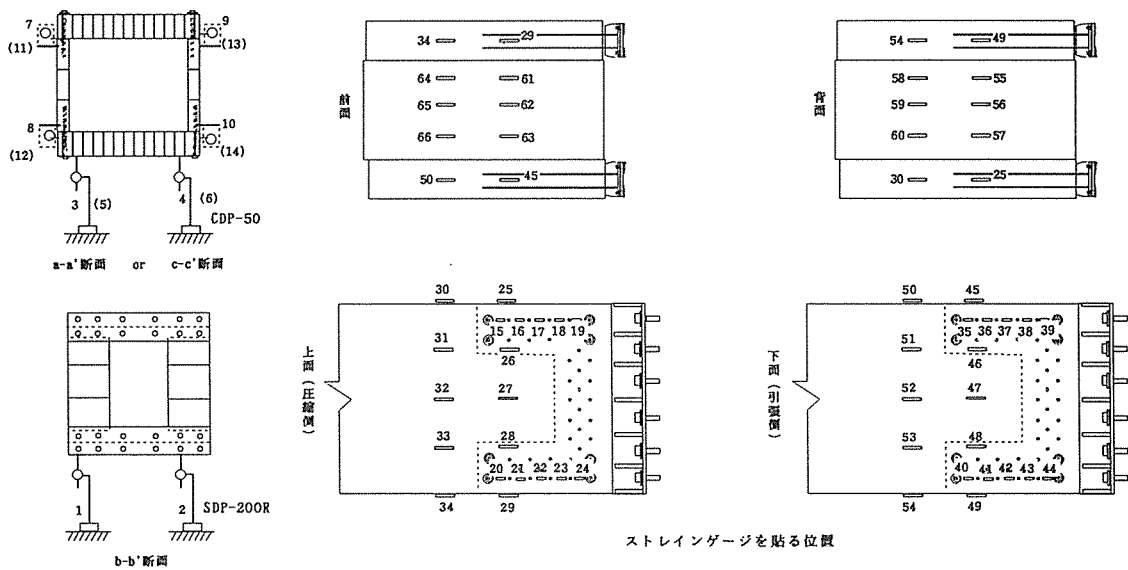 7 9
(11) (13)
8 10
(12) (14)
3 (5) 4 (6)
CDP-50
a-a'断面 or c-c'断面
1 2 SDP-200R
b-b'断面
前面
34 29
64 61
65 62
66 63
50 45
背面
54 49
58 55
59 56
60 57
30 25
上面(圧縮側)
30 25
15 16 17 18 19
31 26
32 27
33 28
20 21 22 23 24
34 29
下面(引張側)
50 45
35 36 37 38 39
51 46
52 47
53 48
40 41 42 43 44
54 49
ストレインゲージを貼る位置